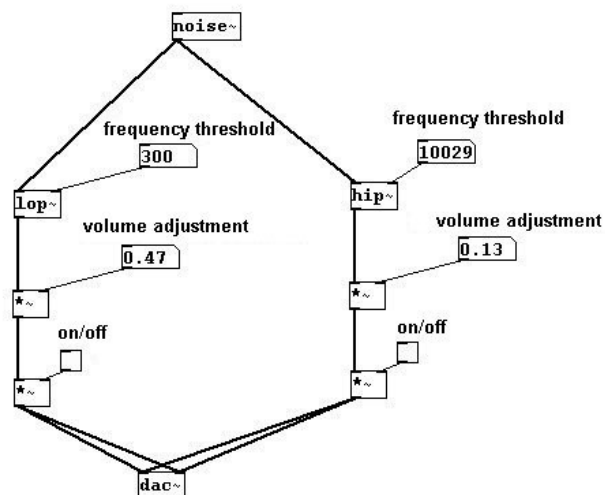 noise~
frequency threshold
300
frequency threshold
10029
lop~
hip~
volume adjustment
0.47
volume adjustment
0.13
*~
*~
on/off
on/off
*~
*~
dac~